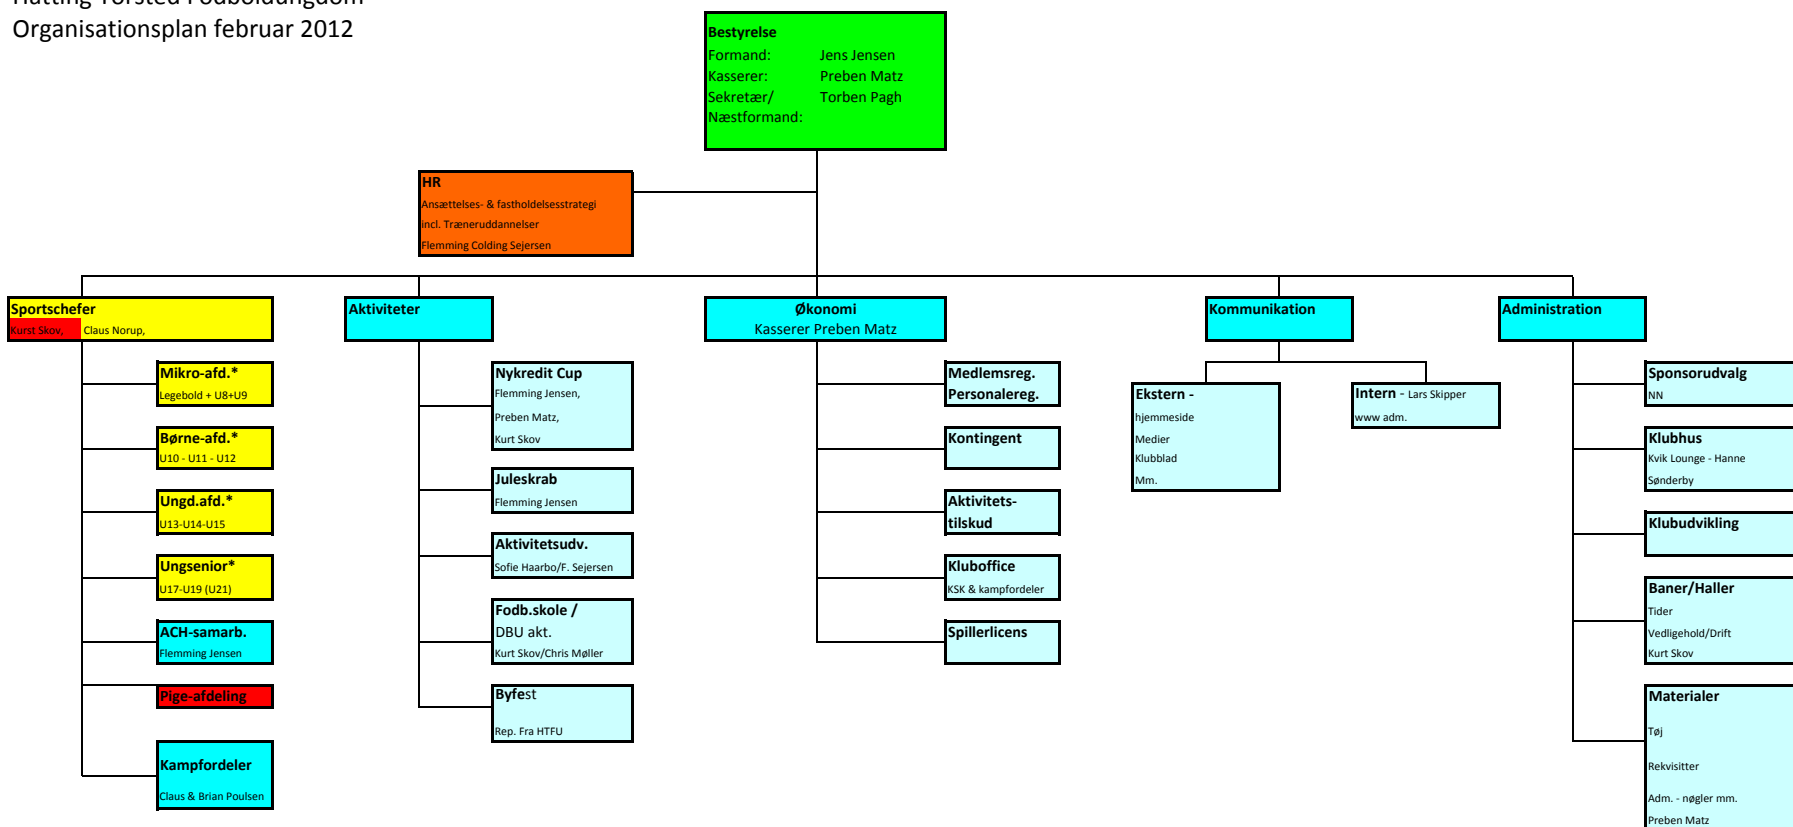 Hatting Torsted Fodboldungdom
Organisationsplan februar 2012
Bestyrelse
Formand: Jens Jensen
Kasserer: Preben Matz
Sekretær/ Torben Pagh
Næstformand:
HR
Ansættelses- & fastholdelsesstrategi
incl. Træneruddannelser
Flemming Colding Sejersen
Sportschefer
Kurst Skov, Claus Norup,
Mikro-afd.*
Legebold + U8+U9
Børne-afd.*
U10 - U11 - U12
Ungd.afd.*
U13-U14-U15
Ungsenior*
U17-U19 (U21)
ACH-samarb.
Flemming Jensen
Pige-afdeling
Kampfordeler
Claus & Brian Poulsen
Aktiviteter
Nykredit Cup
Flemming Jensen,
Preben Matz,
Kurt Skov
Juleskrab
Flemming Jensen
Aktivitetsudv.
Sofie Haarbo/F. Sejersen
Fodb.skole /
DBU akt.
Kurt Skov/Chris Møller
Byfest
Rep. Fra HTFU
Økonomi
Kasserer Preben Matz
Medlemsreg.
Personalereg.
Kontingent
Aktivitets-
tilskud
Kluboffice
KSK & kampfordeler
Spillerlicens
Kommunikation
Ekstern -
hjemmeside
Medier
Klubblad
Mm.
Intern - Lars Skipper
www adm.
Administration
Sponsorudvalg
NN
Klubhus
Kvik Lounge - Hanne
Sønderby
Klubudvikling
Baner/Haller
Tider
Vedligehold/Drift
Kurt Skov
Materialer
Tøj
Rekvisitter
Adm. - nøgler mm.
Preben Matz